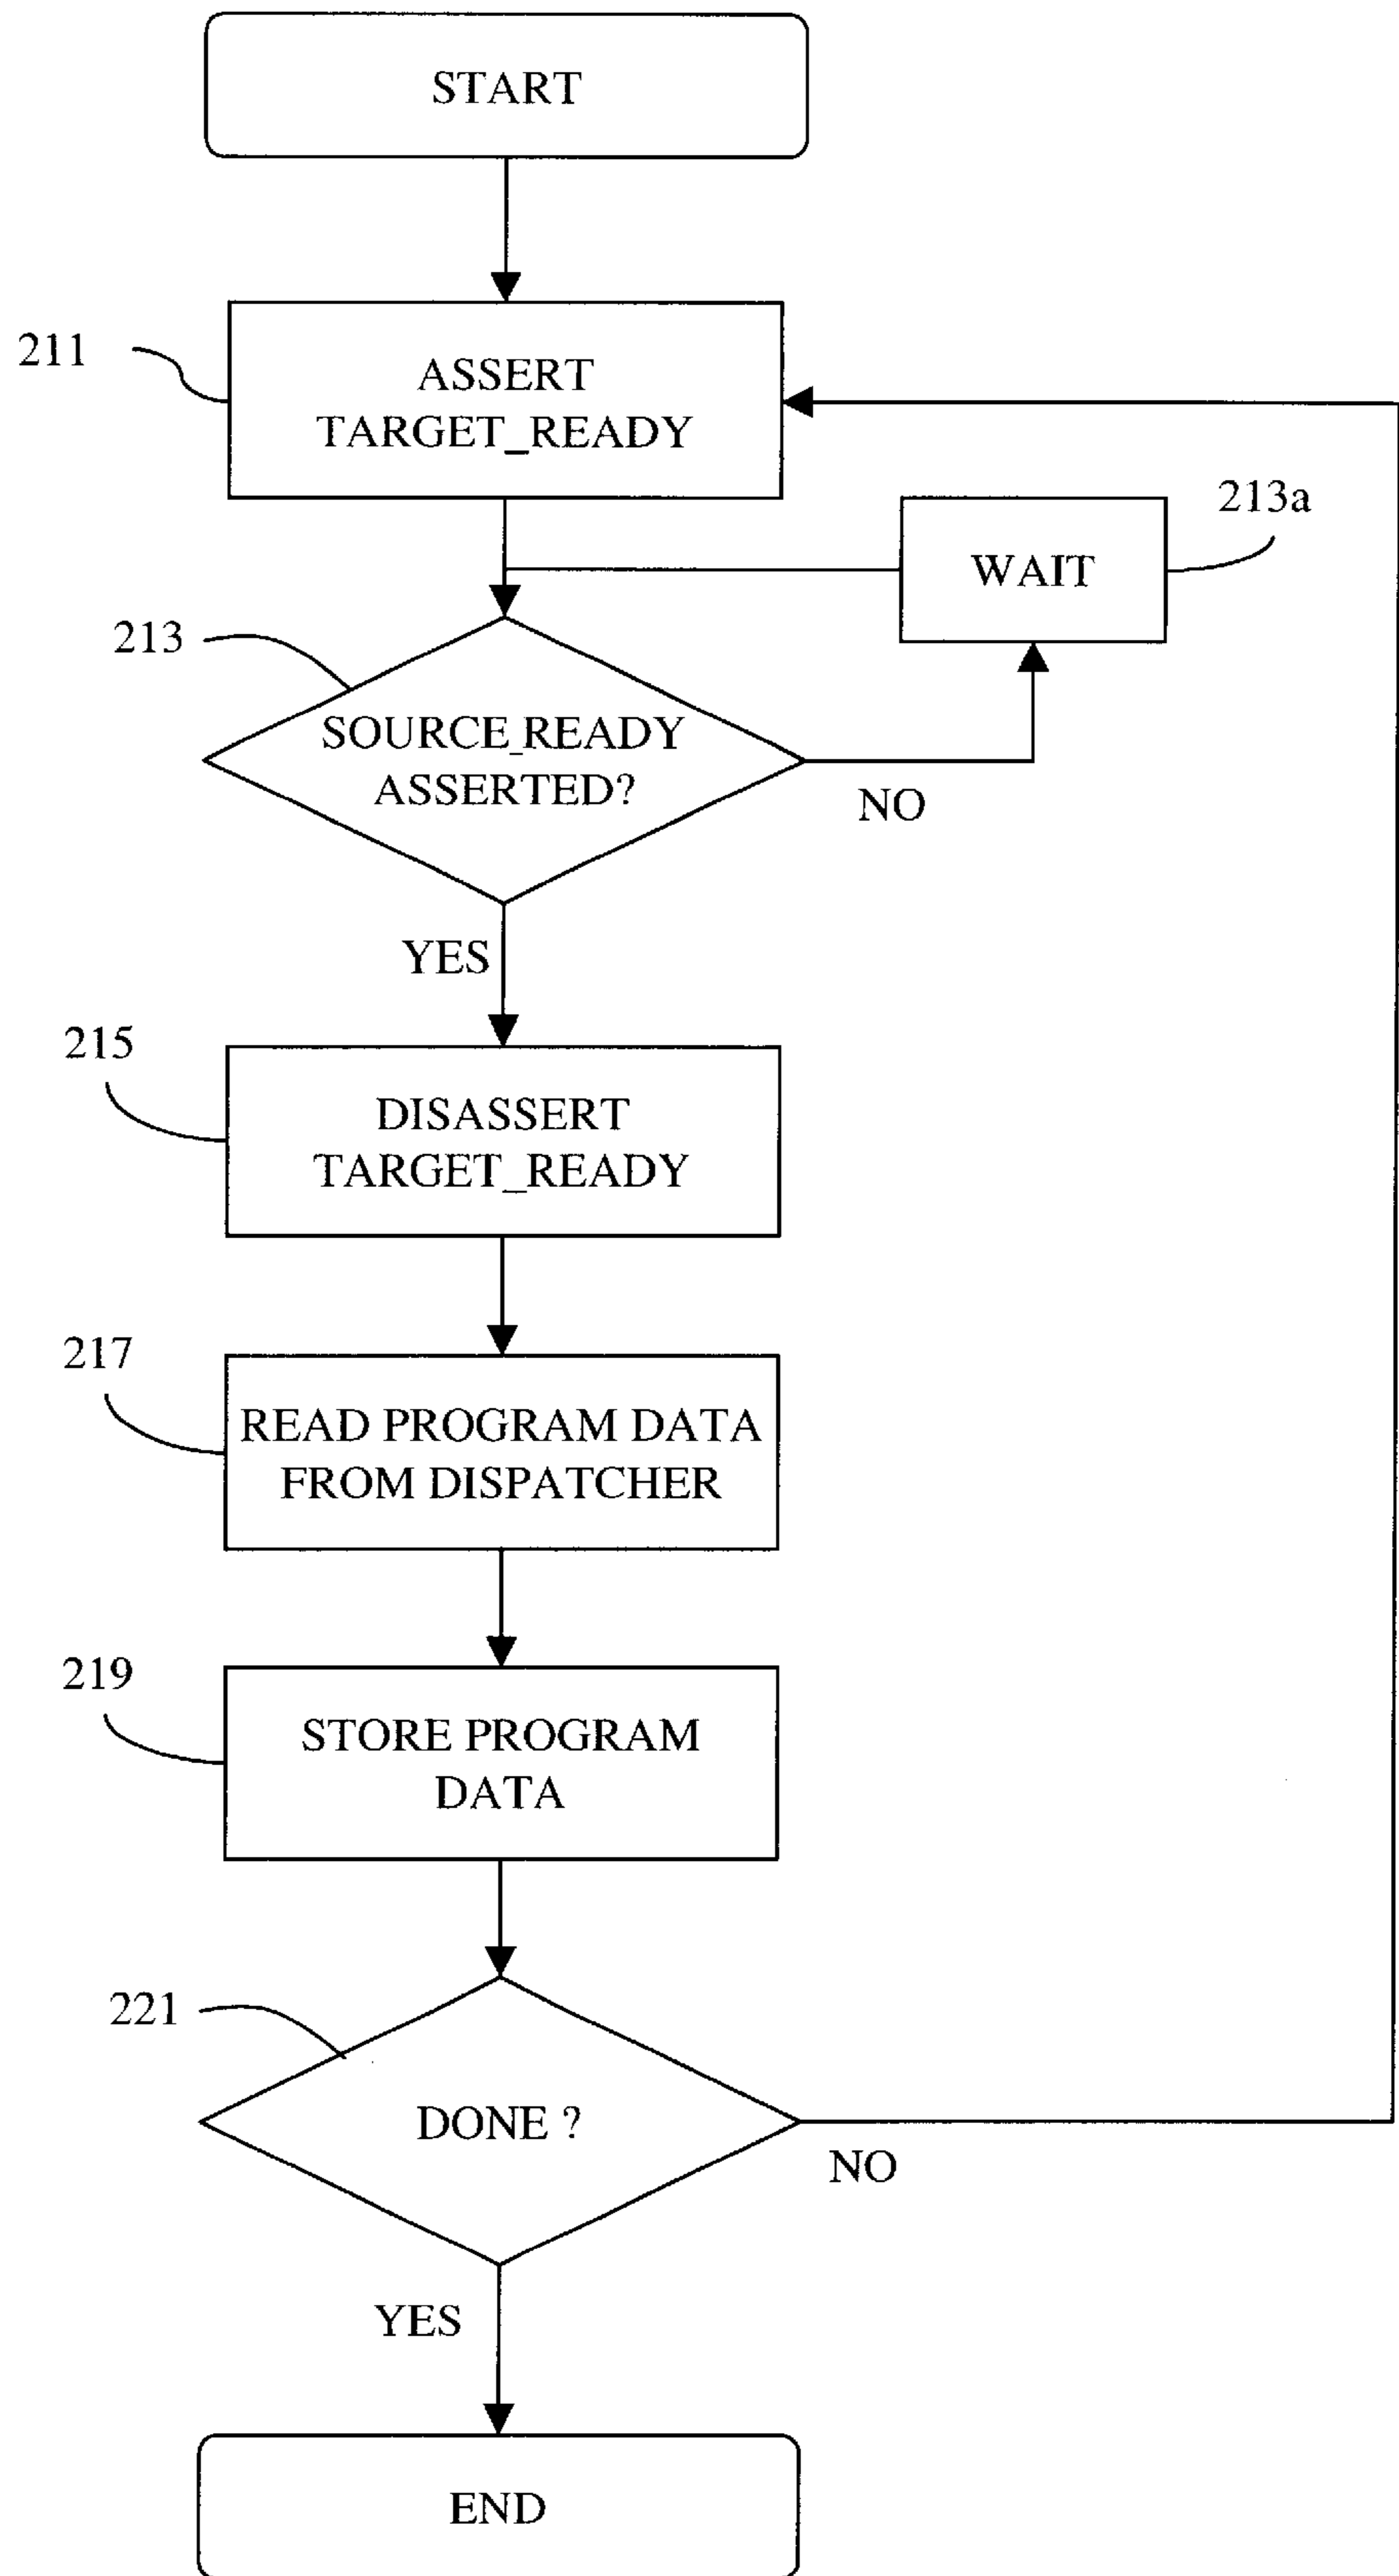 START
211
ASSERT
TARGET_READY
213a
WAIT
213
SOURCE_READY
ASSERTED?
NO
YES
215
DISASSERT
TARGET_READY
217
READ PROGRAM DATA
FROM DISPATCHER
219
STORE PROGRAM
DATA
221
DONE ?
NO
YES
END